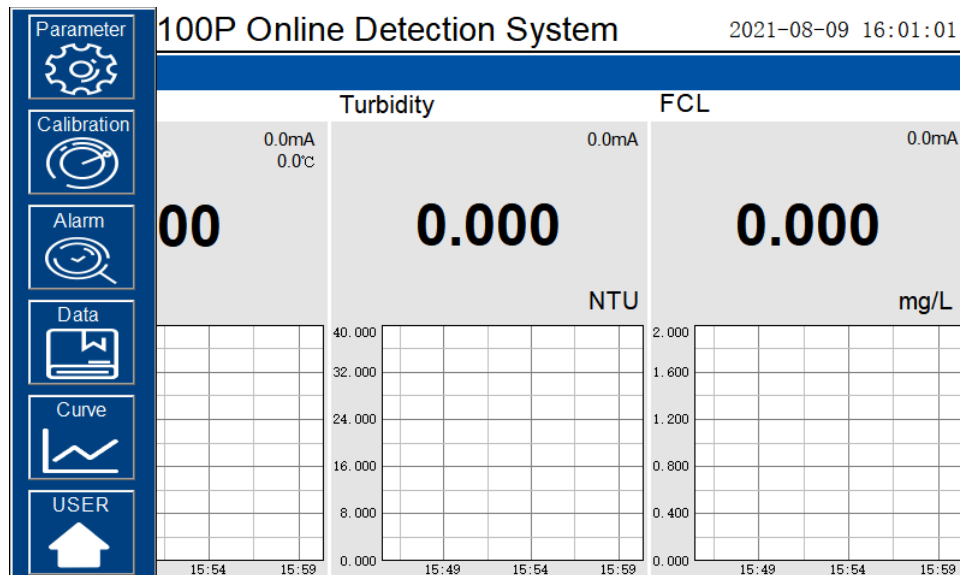 Parameter
Calibration
Alarm
Data
Curve
USER
100P Online Detection System
2021-08-09 16:01:01
0.0mA
0.0℃
00
15:54
15:59
Turbidity
0.0mA
0.000
NTU
40.000
32.000
24.000
16.000
8.000
0.000
15:49
15:54
15:59
FCL
0.0mA
0.000
mg/L
2.000
1.600
1.200
0.800
0.400
0.000
15:49
15:54
15:59